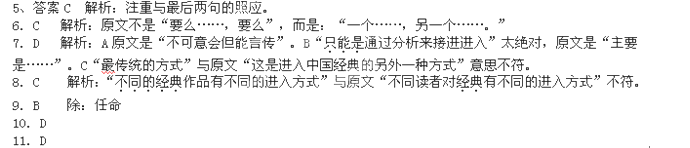 5、答案C 解析：注重与最后两句的照应。
6. C 解析：原文不是“要么……，要么”，而是：“一个……，另一个……。”
7. D 解析：A原文是“不可意会但能言传”。B“只能是通过分析来接进进入”太绝对，原文是“主要
是……”。C“最传统的方式”与原文“这是进入中国经典的另外一种方式”意思不符。
8. C 解析：“不同的经典作品有不同的进入方式”与原文“不同读者对经典有不同的进入方式”不符。
9. B 除：任命
10. D
11. D